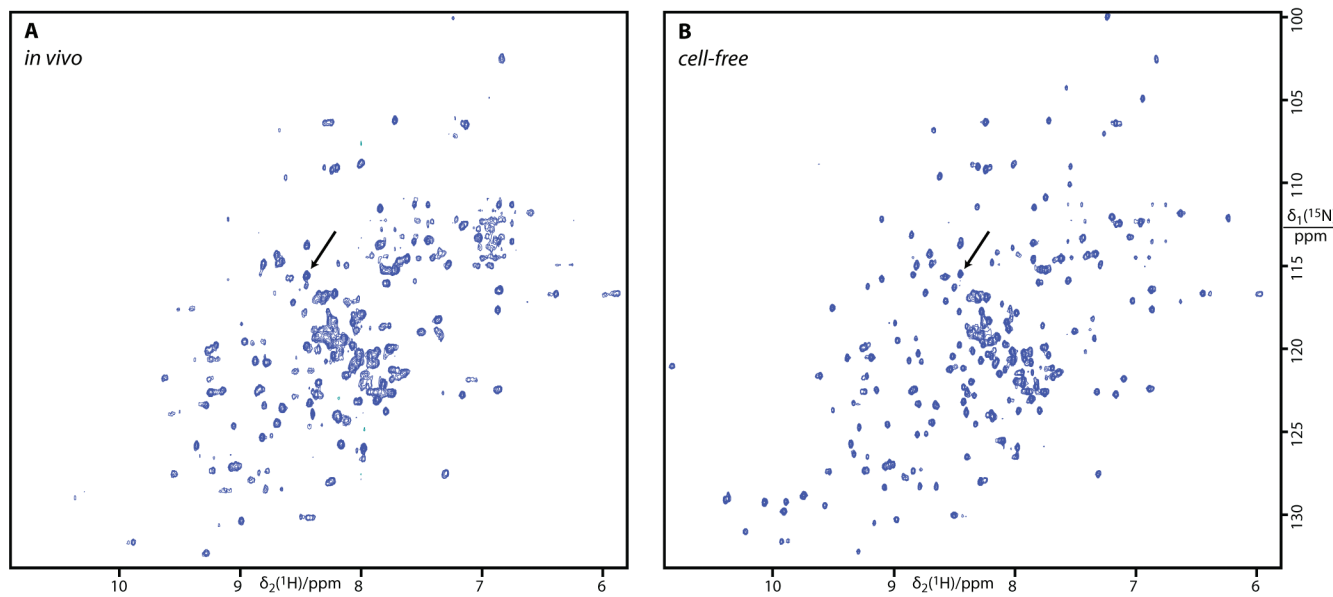 A
in vivo
10 9 δ₂(¹H)/ppm 8 7 6
B
cell-free
10 9 δ₂(¹H)/ppm 8 7 6
100
105
110
δ₁(¹⁵N
ppm
115
120
125
130